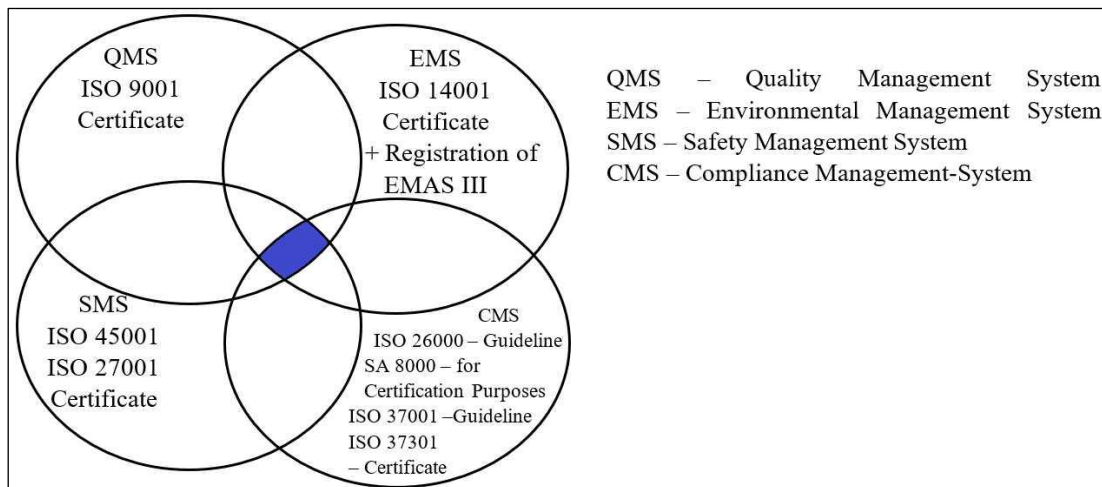 QMS
ISO 9001
Certificate
EMS
ISO 14001
Certificate
+ Registration of
EMAS III
SMS
ISO 45001
ISO 27001
Certificate
CMS
ISO 26000 – Guideline
SA 8000 – for
Certification Purposes
ISO 37001 –Guideline
ISO 37301
– Certificate
QMS – Quality Management System
EMS – Environmental Management System
SMS – Safety Management System
CMS – Compliance Management-System